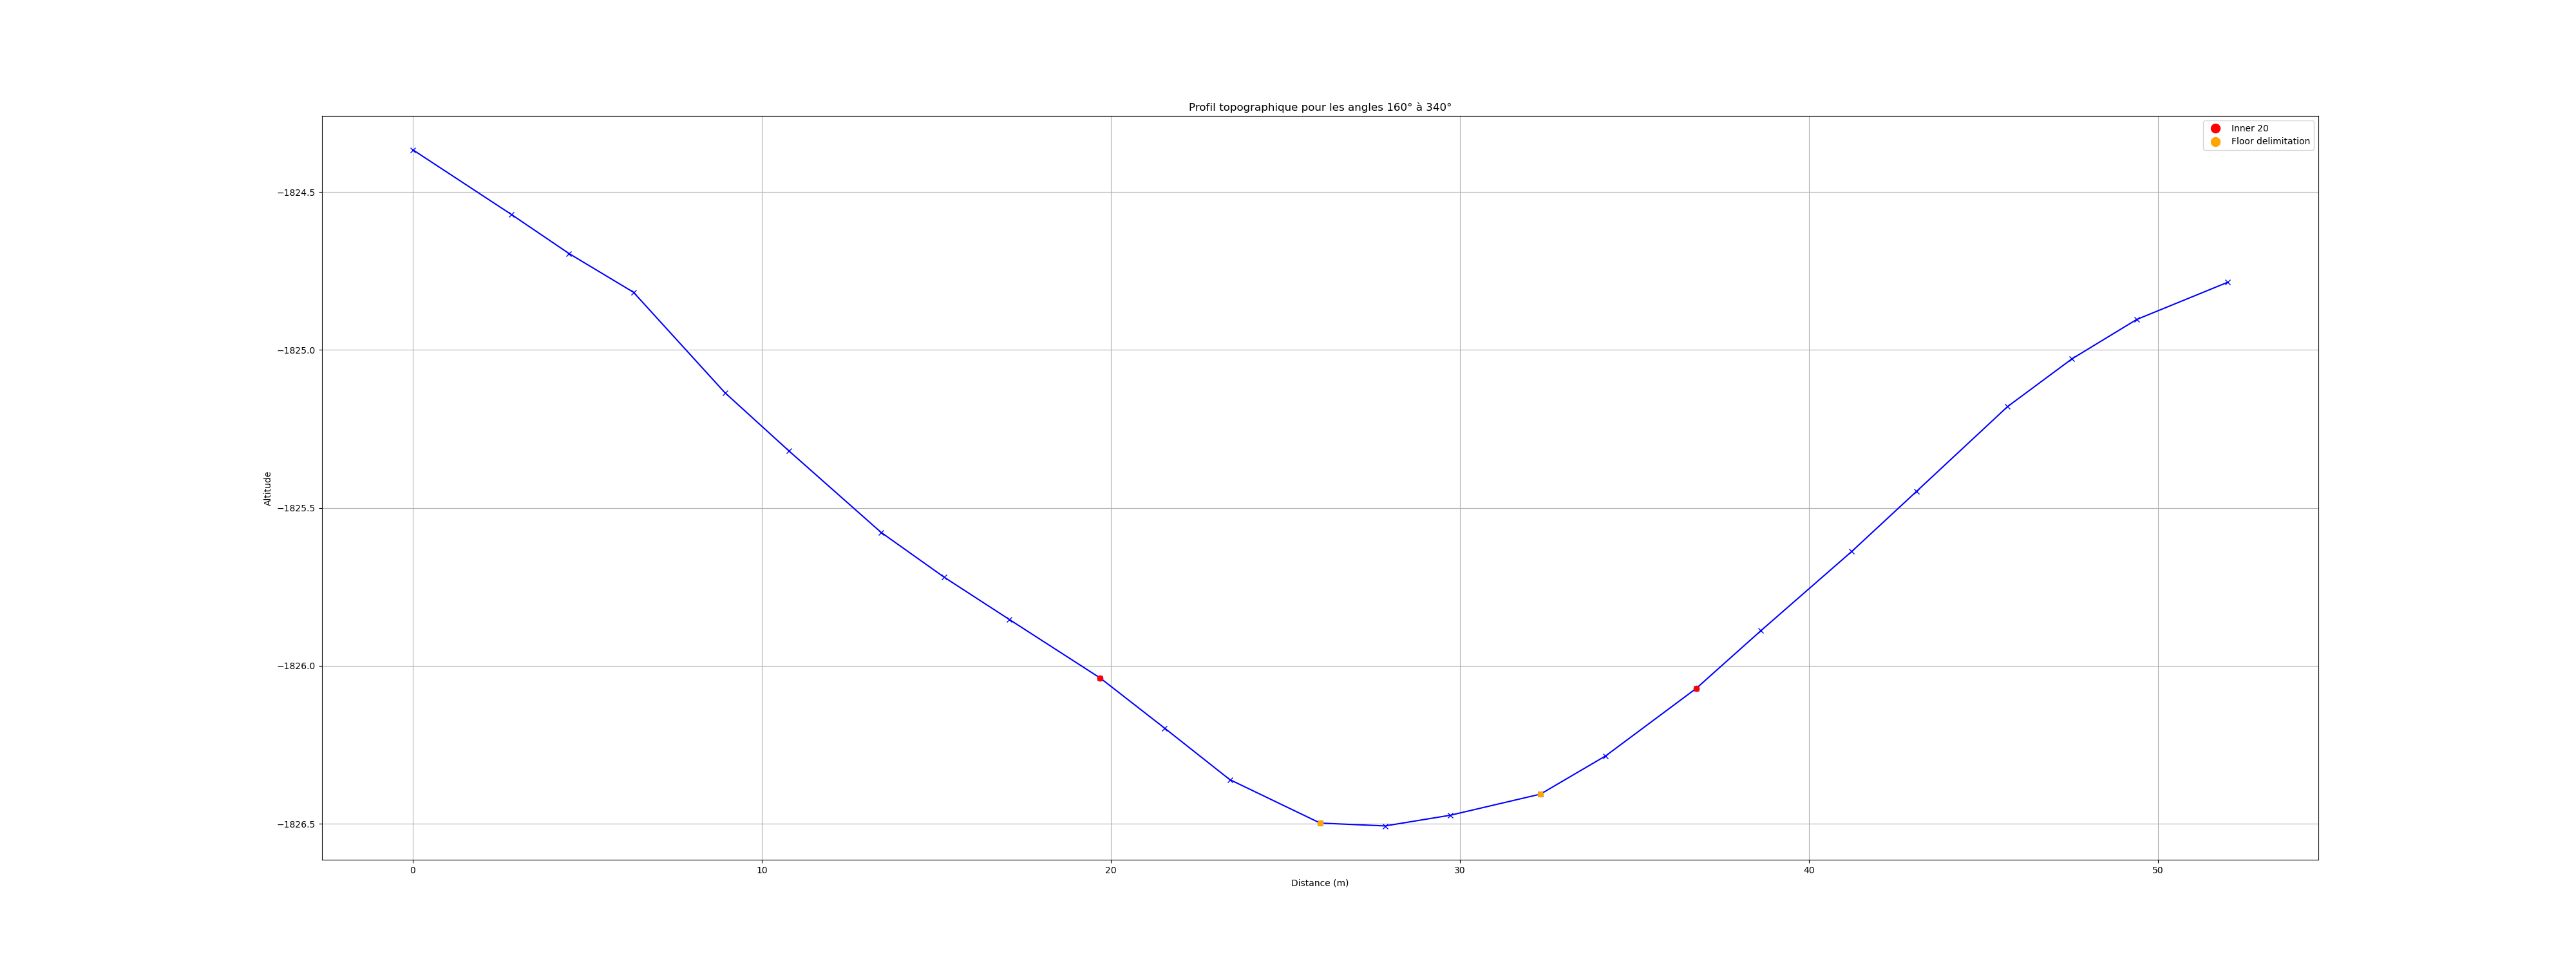 Profil topographique pour les angles 160° à 340°
Inner 20
Floor delimitation
Altitude
−1824.5
−1825.0
−1825.5
−1826.0
−1826.5
0 10 20 30 40 50
Distance (m)